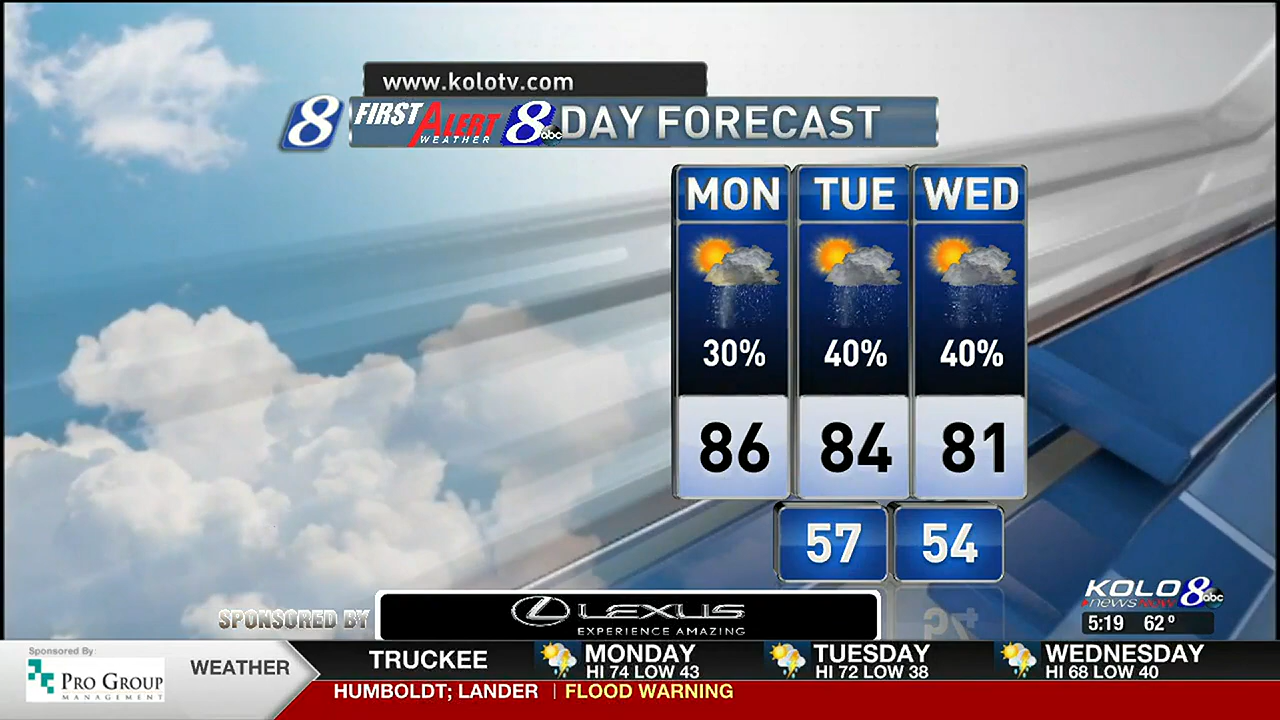 www.kolotv.com
8 FIRST ALERT WEATHER 8 abc DAY FORECAST
MON TUE WED
30% 40% 40%
86 84 81
57 54
KOLO 8 abc
news NOW
5:19 62°
SPONSORED BY LEXUS
EXPERIENCE AMAZING
Sponsored By:
PRO GROUP
MANAGEMENT
WEATHER
TRUCKEE
MONDAY
HI 74 LOW 43
TUESDAY
HI 72 LOW 38
WEDNESDAY
HI 68 LOW 40
HUMBOLDT; LANDER | FLOOD WARNING